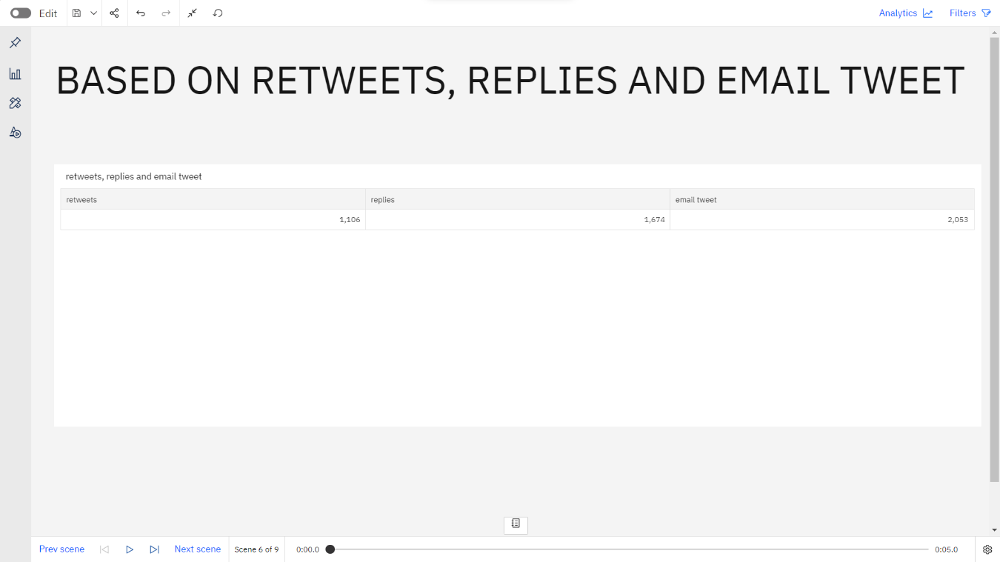 Edit
Analytics
Filters
BASED ON RETWEETS, REPLIES AND EMAIL TWEET
retweets, replies and email tweet
retweets replies email tweet
1,106 1,674 2,053
Prev scene Next scene Scene 6 of 9 0:00.0 0:05.0